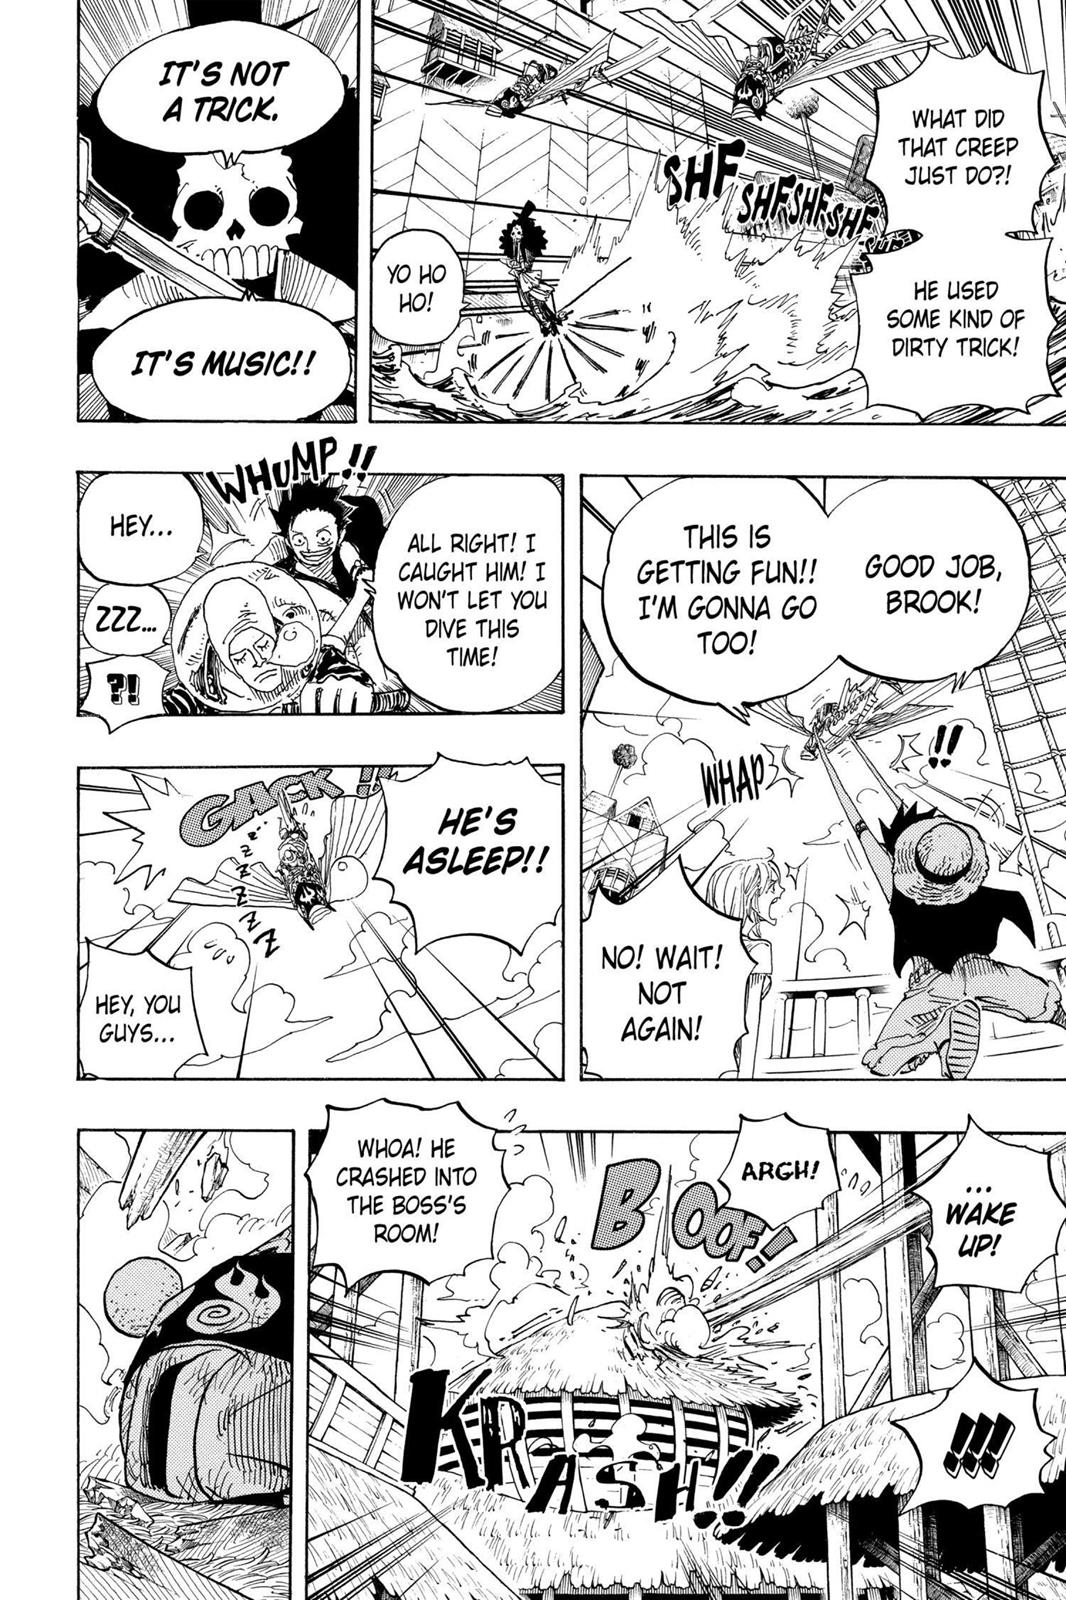 WHAT DID
THAT CREEP
JUST DO?!
HE USED
SOME KIND OF
DIRTY TRICK!
SHF
SHF SHF SHF
YO HO
HO!
IT'S NOT
A TRICK.
IT'S MUSIC!!
GOOD JOB,
BROOK!
THIS IS
GETTING FUN!!
I'M GONNA GO
TOO!
!!
WHAP
NO! WAIT!
NOT
AGAIN!
WHUMP!!
ALL RIGHT! I
CAUGHT HIM! I
WON'T LET YOU
DIVE THIS
TIME!
HEY...
ZZZ...
?!
GACK!!
HE'S
ASLEEP!!
Z...
Z
Z
Z
Z
Z
HEY, YOU
GUYS...
...
WAKE
UP!
ARGH!
BOOF!
WHOA! HE
CRASHED INTO
THE BOSS'S
ROOM!
KRASH!!
!!!